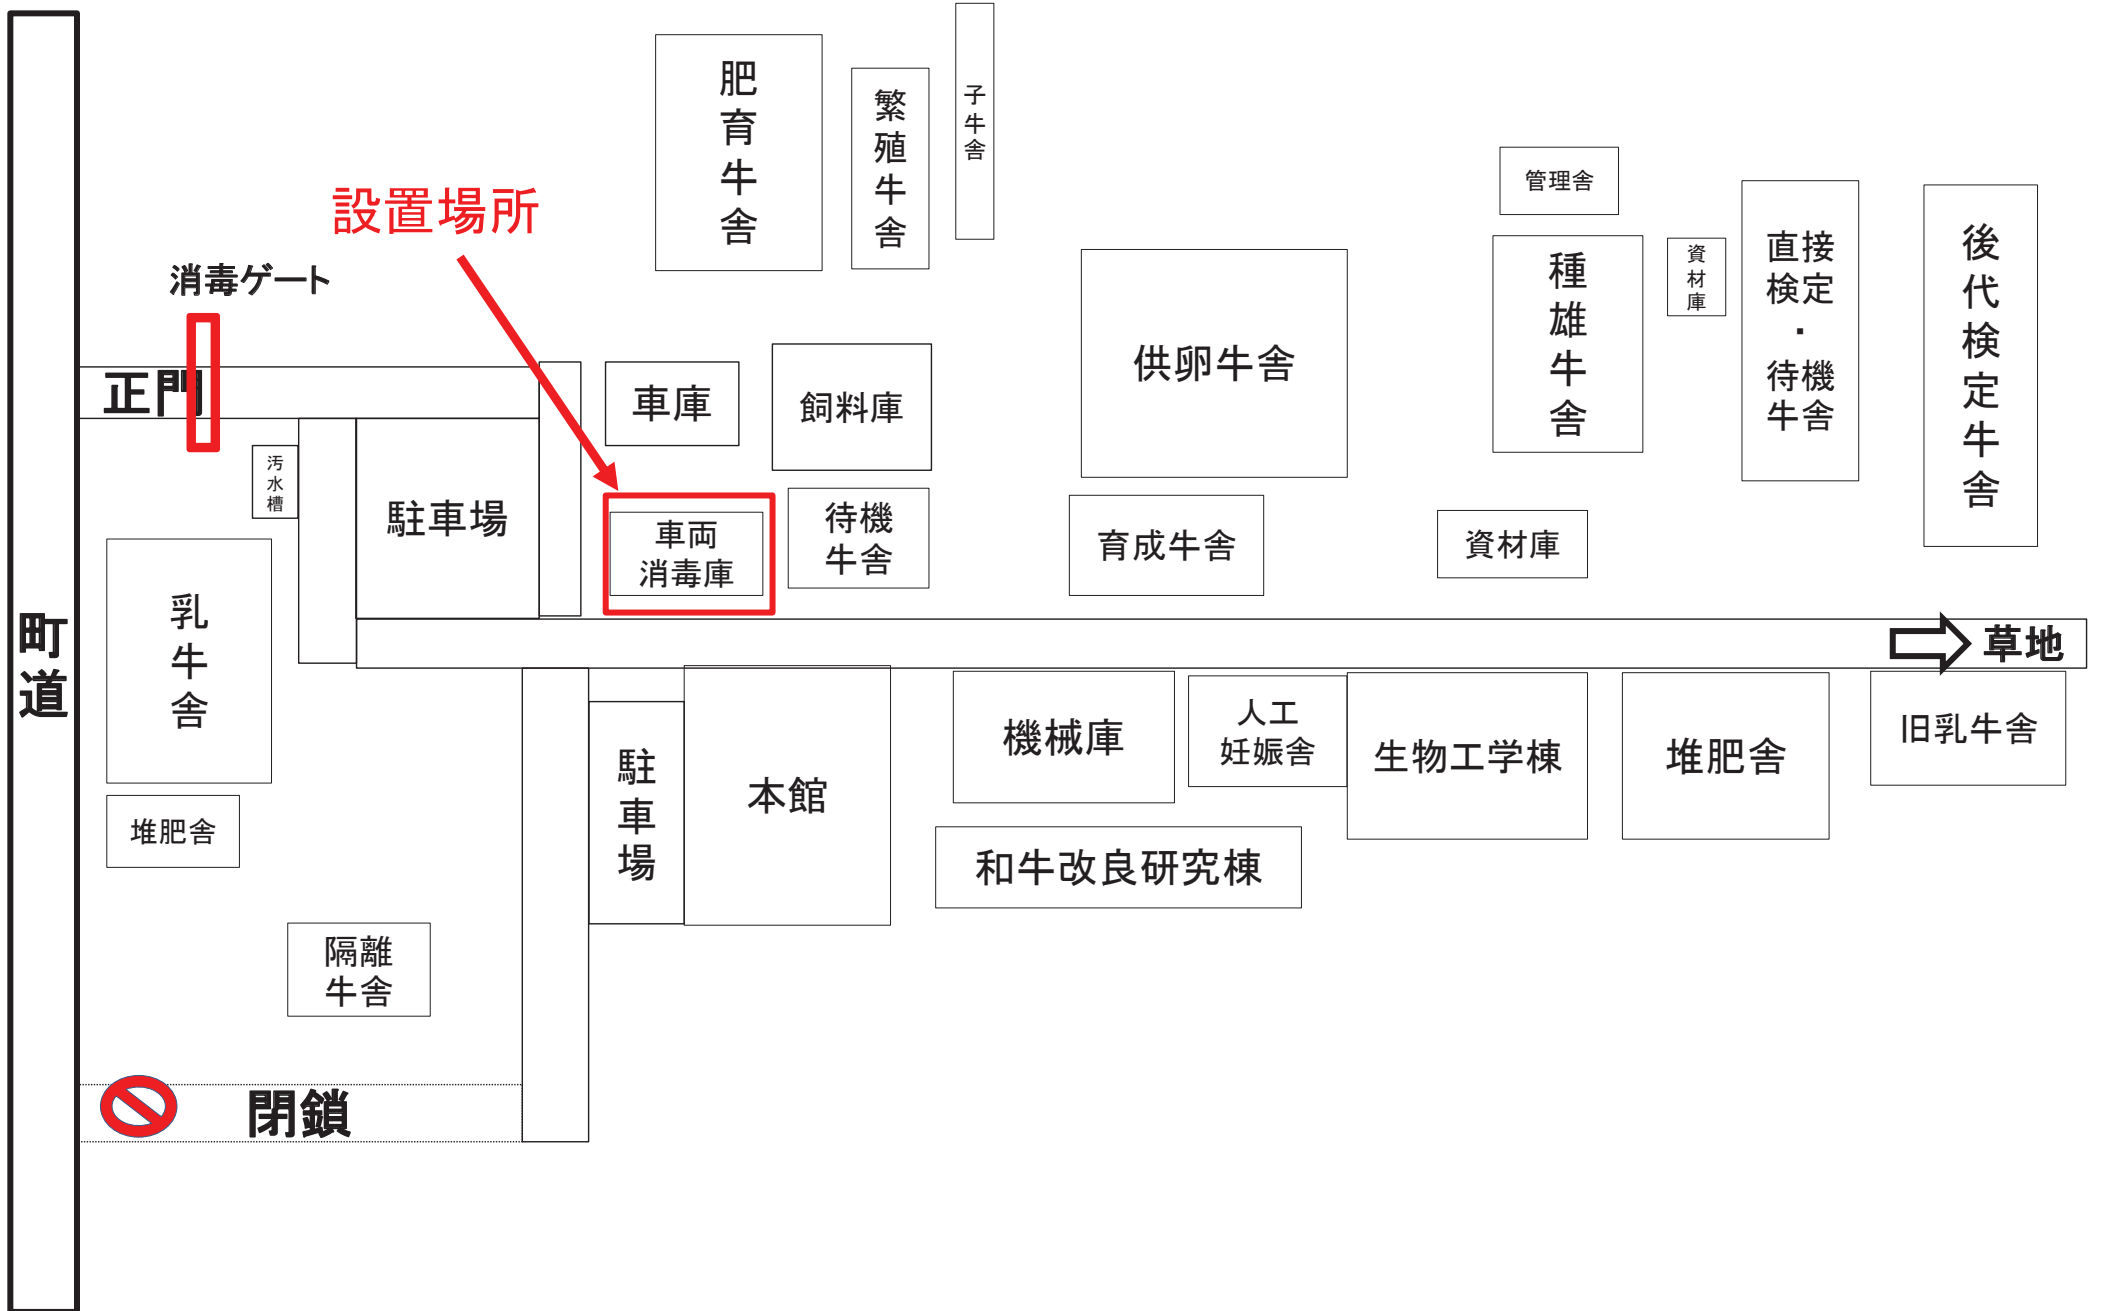 肥育牛舎
繁殖牛舎
子牛舎
管理舎
設置場所
消毒ゲート
正門
車庫
飼料庫
供卵牛舎
種雄牛舎
資材庫
直接
検定
・
待機
牛舎
後代検定牛舎
汚水槽
駐車場
車両
消毒庫
待機
牛舎
育成牛舎
資材庫
町道
乳牛舎
草地
堆肥舎
駐車場
本館
機械庫
人工
妊娠舎
生物工学棟
堆肥舎
旧乳牛舎
和牛改良研究棟
隔離
牛舎
閉鎖